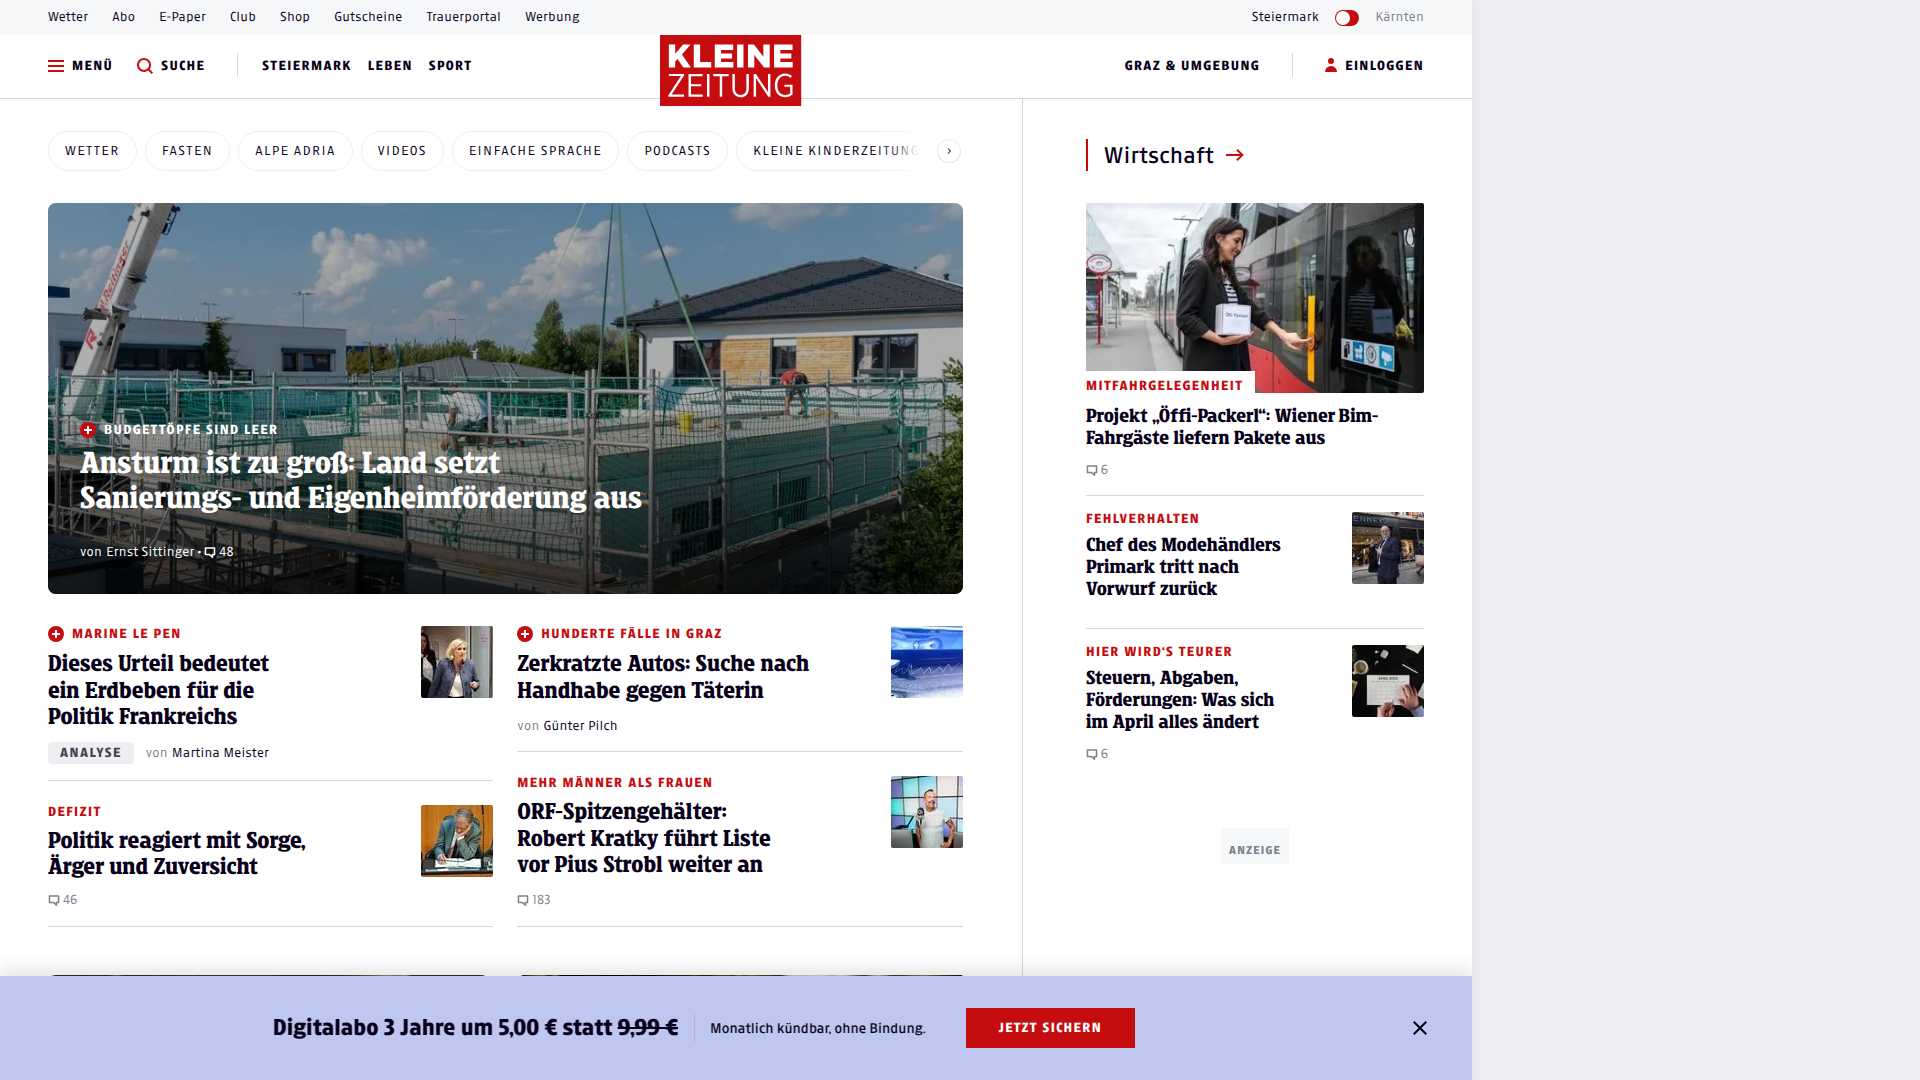 Wetter Abo E-Paper Club Shop Gutscheine Trauerportal Werbung Steiermark Kärnten
MENÜ SUCHE STEIERMARK LEBEN SPORT KLEINE ZEITUNG GRAZ & UMGEBUNG EINLOGGEN
WETTER FASTEN ALPE ADRIA VIDEOS EINFACHE SPRACHE PODCASTS KLEINE KINDERZEITUNG
BUDGETTÖPFE SIND LEER
Ansturm ist zu groß: Land setzt
Sanierungs- und Eigenheimförderung aus
von Ernst Sittinger • 48
MARINE LE PEN
Dieses Urteil bedeutet
ein Erdbeben für die
Politik Frankreichs
ANALYSE von Martina Meister
DEFIZIT
Politik reagiert mit Sorge,
Ärger und Zuversicht
46
HUNDERTE FÄLLE IN GRAZ
Zerkratzte Autos: Suche nach
Handhabe gegen Täterin
von Günter Pilch
MEHR MÄNNER ALS FRAUEN
ORF-Spitzengehälter:
Robert Kratky führt Liste
vor Pius Strobl weiter an
183
Wirtschaft
MITFAHRGELEGENHEIT
Projekt „Öffi-Packerl“: Wiener Bim-
Fahrgäste liefern Pakete aus
6
FEHLVERHALTEN
Chef des Modehändlers
Primark tritt nach
Vorwurf zurück
HIER WIRD'S TEURER
Steuern, Abgaben,
Förderungen: Was sich
im April alles ändert
6
ANZEIGE
Digitalabo 3 Jahre um 5,00 € statt 9,99 € Monatlich kündbar, ohne Bindung. JETZT SICHERN